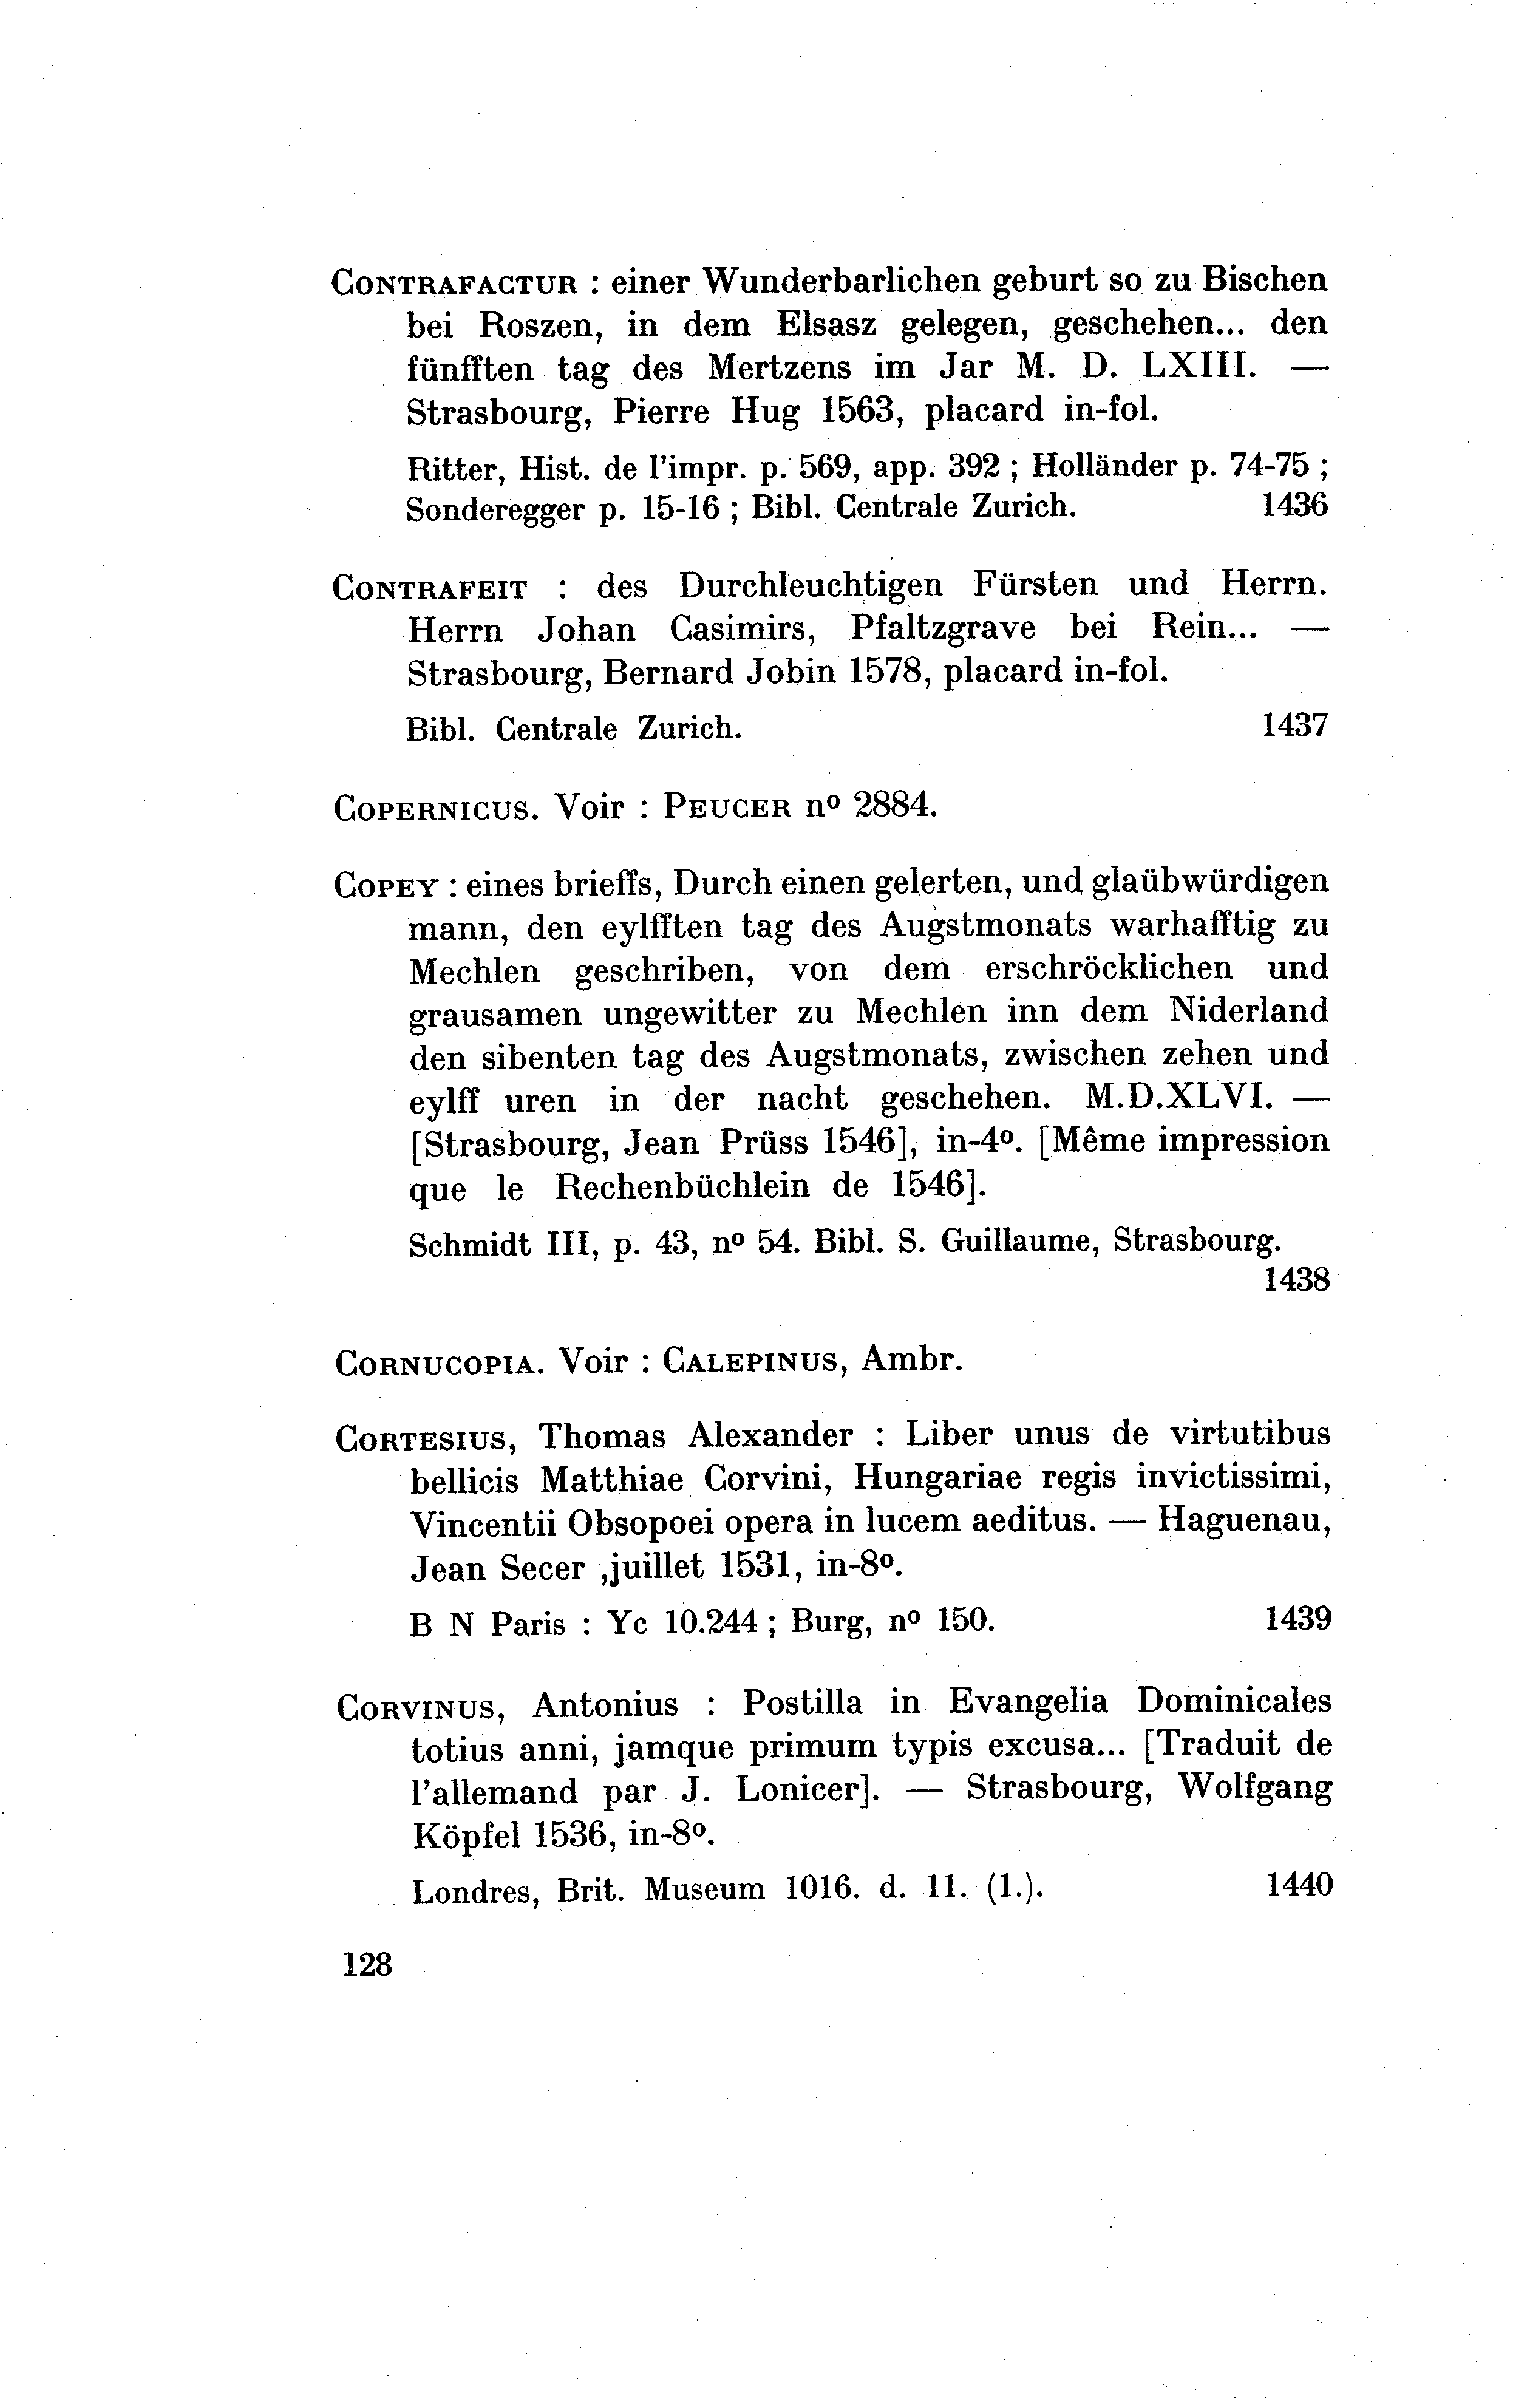 CONTRAFACTUR : einer Wunderbarlichen geburt so zu Bischen
bei Roszen, in dem Elsasz gelegen, geschehen... den
fünfften tag des Mertzens im Jar M. D. LXIII. —
Strasbourg, Pierre Hug 1563, placard in-fol.
Ritter, Hist. de l'impr. p. 569, app. 392 ; Holländer p. 74-75 ;
Sonderegger p. 15-16 ; Bibl. Centrale Zurich. 1436
CONTRAFEIT : des Durchleuchtigen Fürsten und Herrn.
Herrn Johan Casimirs, Pfaltzgrave bei Rein... —
Strasbourg, Bernard Jobin 1578, placard in-fol.
Bibl. Centrale Zurich. 1437
COPERNICUS. Voir : PEUCER nº 2884.
COPEY : eines brieffs, Durch einen gelerten, und glaübwürdigen
mann, den eylfften tag des Augstmonats warhafftig zu
Mechlen geschriben, von dem erschröcklichen und
grausamen ungewitter zu Mechlen inn dem Niderland
den sibenten tag des Augstmonats, zwischen zehen und
eylff uren in der nacht geschehen. M.D.XLVI. —
[Strasbourg, Jean Prüss 1546], in-4º. [Même impression
que le Rechenbüchlein de 1546].
Schmidt III, p. 43, nº 54. Bibl. S. Guillaume, Strasbourg.
1438
CORNUCOPIA. Voir : CALEPINUS, Ambr.
CORTESIUS, Thomas Alexander : Liber unus de virtutibus
bellicis Matthiae Corvini, Hungariae regis invictissimi,
Vincentii Obsopoei opera in lucem aeditus. — Haguenau,
Jean Secer ,juillet 1531, in-8º.
B N Paris : Yc 10.244 ; Burg, nº 150. 1439
CORVINUS, Antonius : Postilla in Evangelia Dominicales
totius anni, jamque primum typis excusa... [Traduit de
l'allemand par J. Lonicer]. — Strasbourg, Wolfgang
Köpfel 1536, in-8º.
Londres, Brit. Museum 1016. d. 11. (1.). 1440
128